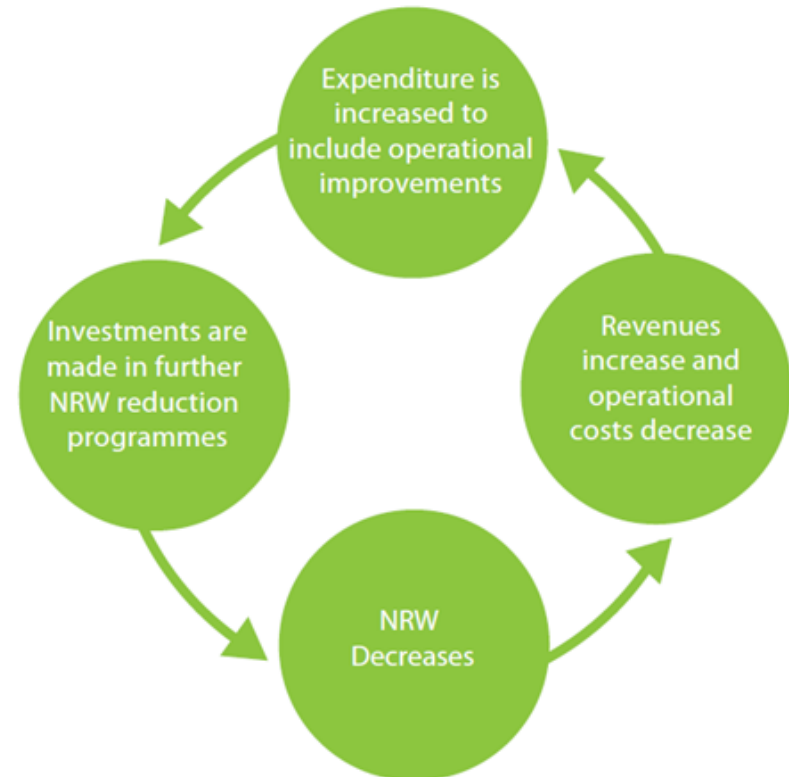 Expenditure is
increased to
include operational
improvements
Investments are
made in further
NRW reduction
programmes
Revenues
increase and
operational
costs decrease
NRW
Decreases